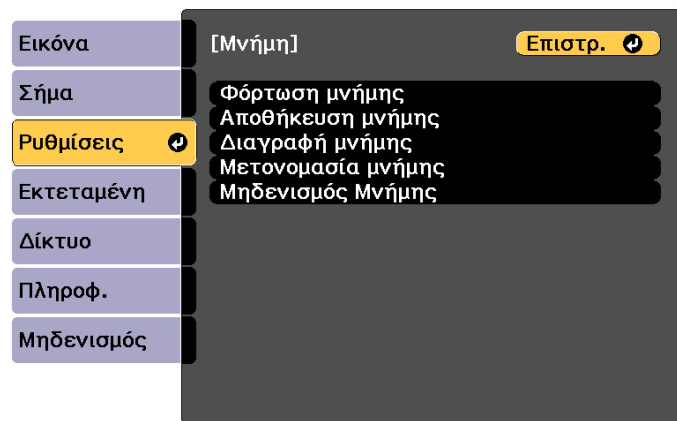 Εικόνα
Σήμα
Ρυθμίσεις
Εκτεταμένη
Δίκτυο
Πληροφ.
Μηδενισμός
[Μνήμη] Επιστρ.
Φόρτωση μνήμης
Αποθήκευση μνήμης
Διαγραφή μνήμης
Μετονομασία μνήμης
Μηδενισμός Μνήμης